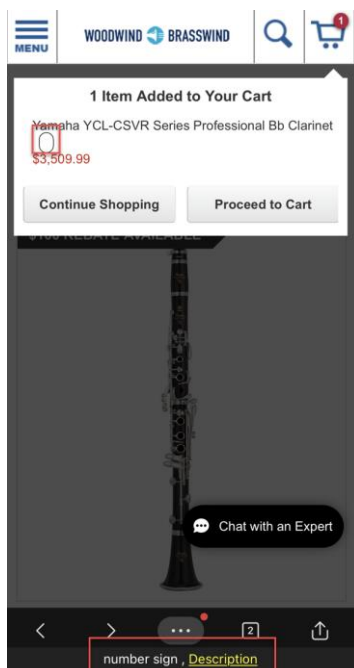 MENU
WOODWIND BRASSWIND
1
1 Item Added to Your Cart
Yamaha YCL-CSVR Series Professional Bb Clarinet
$3,509.99
Continue Shopping
Proceed to Cart
$100 REBATE AVAILABLE
Chat with an Expert
2
number sign , Description